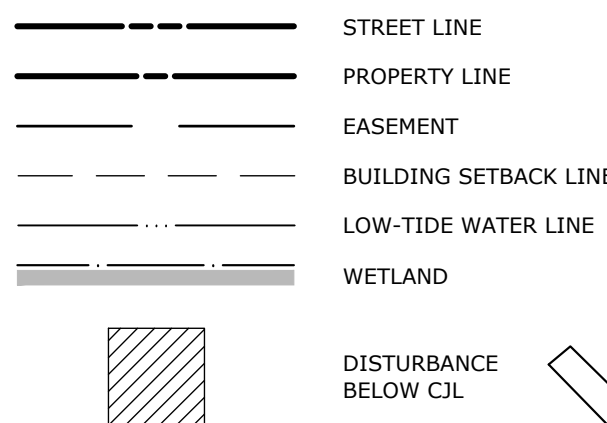 STREET LINE
PROPERTY LINE
EASEMENT
BUILDING SETBACK LINE
LOW-TIDE WATER LINE
WETLAND
DISTURBANCE
BELOW CJL